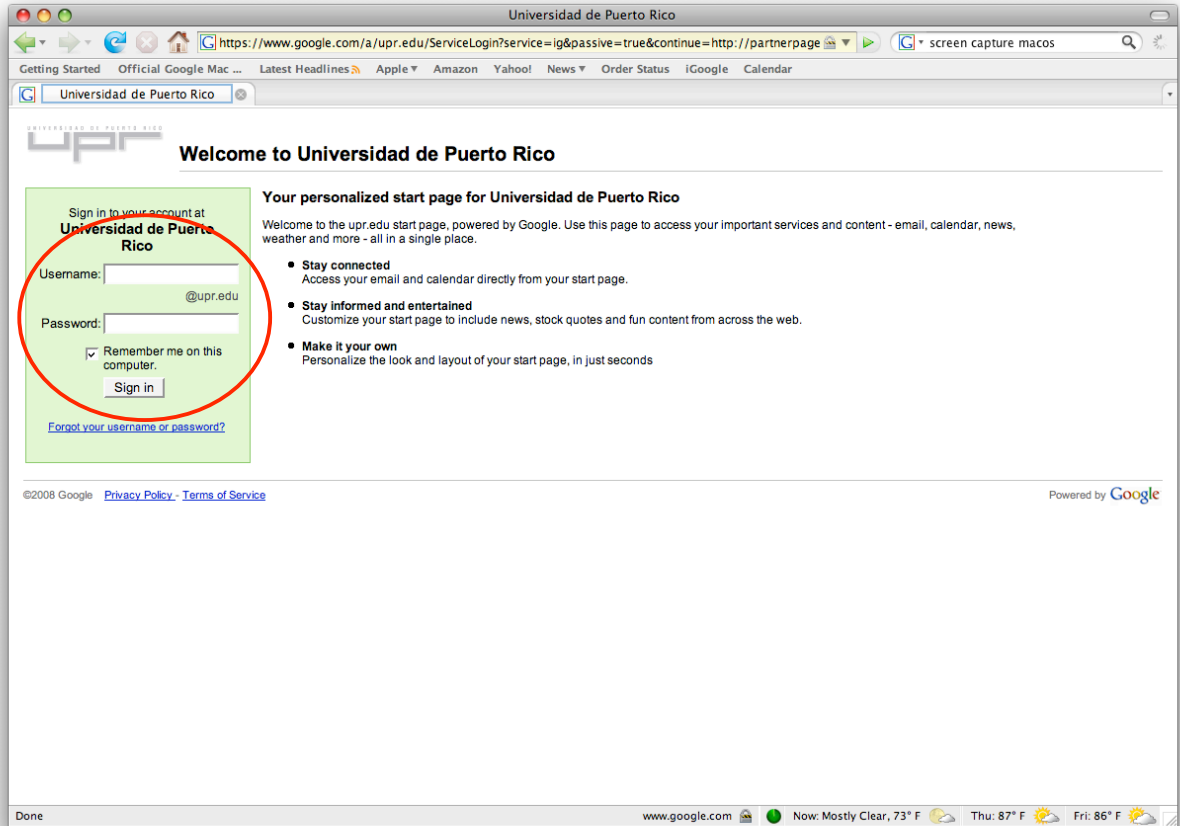 Universidad de Puerto Rico
https://www.google.com/a/upr.edu/ServiceLogin?service=ig&passive=true&continue=http://partnerpage
screen capture macos
Getting Started Official Google Mac ... Latest Headlines Apple Amazon Yahoo! News Order Status iGoogle Calendar
Universidad de Puerto Rico
UNIVERSIDAD DE PUERTO RICO
upr
Welcome to Universidad de Puerto Rico
Sign in to your account at
Universidad de Puerto
Rico
Username:
@upr.edu
Password:
Remember me on this
computer.
Sign in
Forgot your username or password?
Your personalized start page for Universidad de Puerto Rico
Welcome to the upr.edu start page, powered by Google. Use this page to access your important services and content - email, calendar, news,
weather and more - all in a single place.
Stay connected
Access your email and calendar directly from your start page.
Stay informed and entertained
Customize your start page to include news, stock quotes and fun content from across the web.
Make it your own
Personalize the look and layout of your start page, in just seconds
©2008 Google Privacy Policy - Terms of Service
Powered by Google
Done
www.google.com Now: Mostly Clear, 73° F Thu: 87° F Fri: 86° F